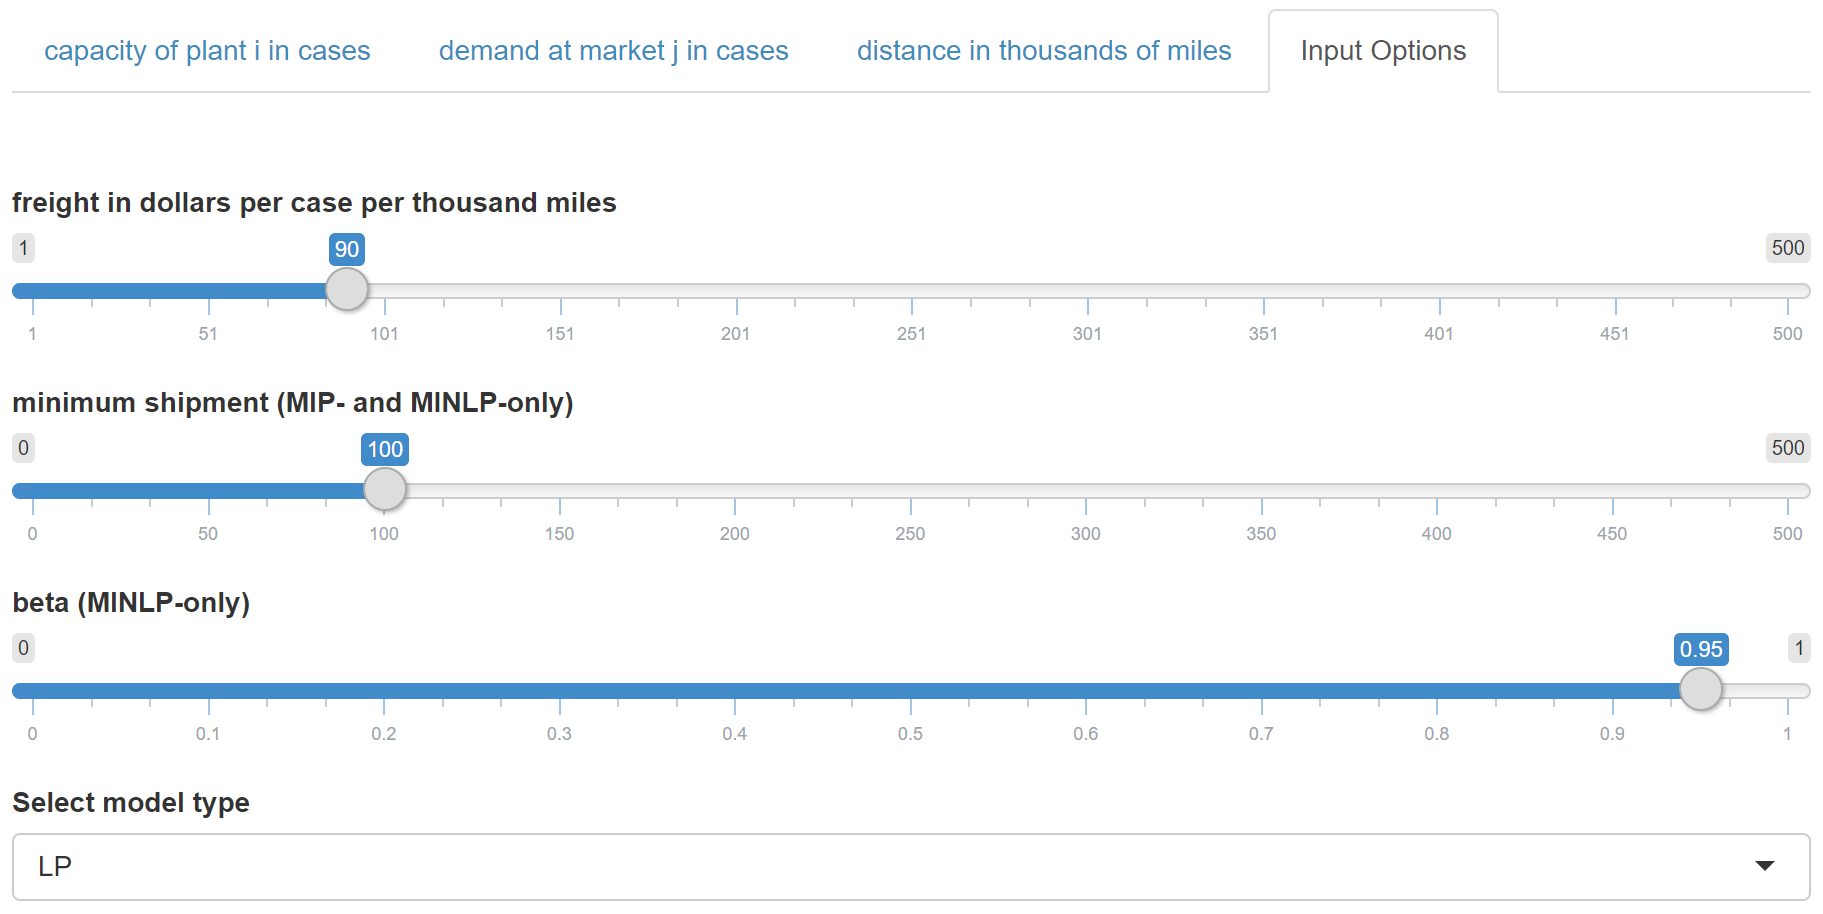 capacity of plant i in cases demand at market j in cases distance in thousands of miles Input Options
freight in dollars per case per thousand miles
1 90 500
1 51 101 151 201 251 301 351 401 451 500
minimum shipment (MIP- and MINLP-only)
0 100 500
0 50 100 150 200 250 300 350 400 450 500
beta (MINLP-only)
0 0.95 1
0 0.1 0.2 0.3 0.4 0.5 0.6 0.7 0.8 0.9 1
Select model type
LP